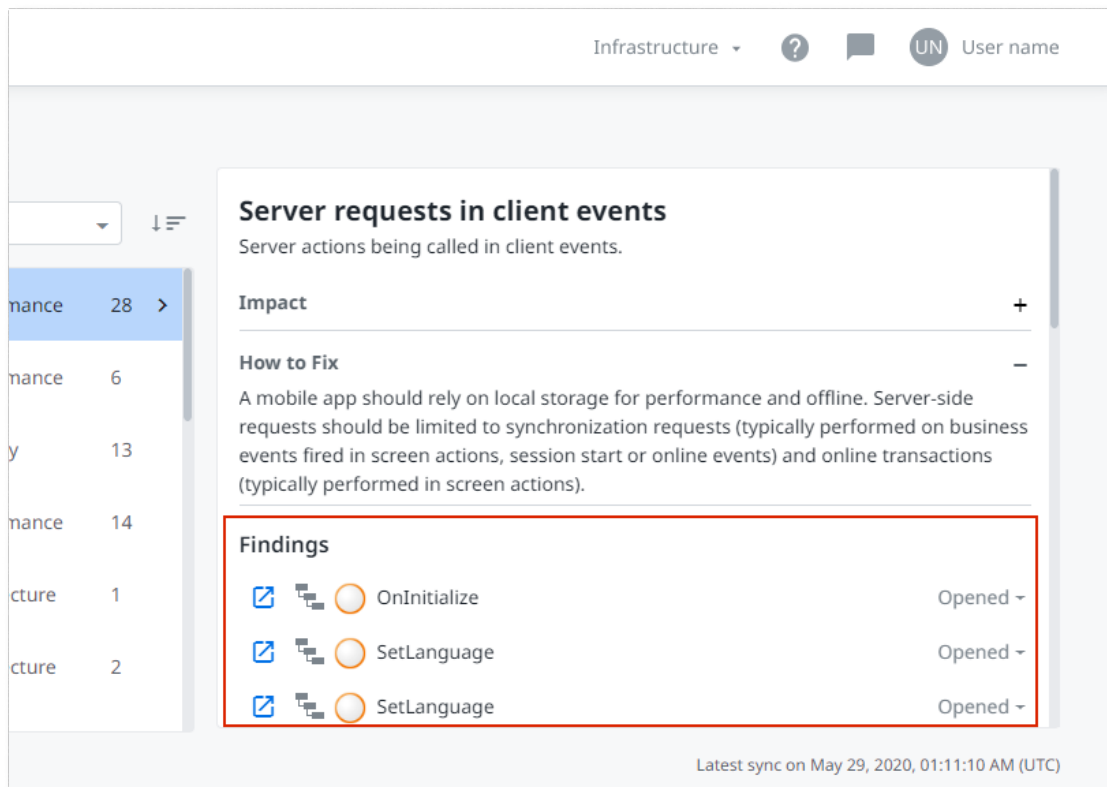 Infrastructure
UN User name
Server requests in client events
Server actions being called in client events.
Impact
How to Fix
A mobile app should rely on local storage for performance and offline. Server-side
requests should be limited to synchronization requests (typically performed on business
events fired in screen actions, session start or online events) and online transactions
(typically performed in screen actions).
Findings
OnInitialize Opened
SetLanguage Opened
SetLanguage Opened
mance 28
mance 6
y 13
mance 14
cture 1
cture 2
Latest sync on May 29, 2020, 01:11:10 AM (UTC)